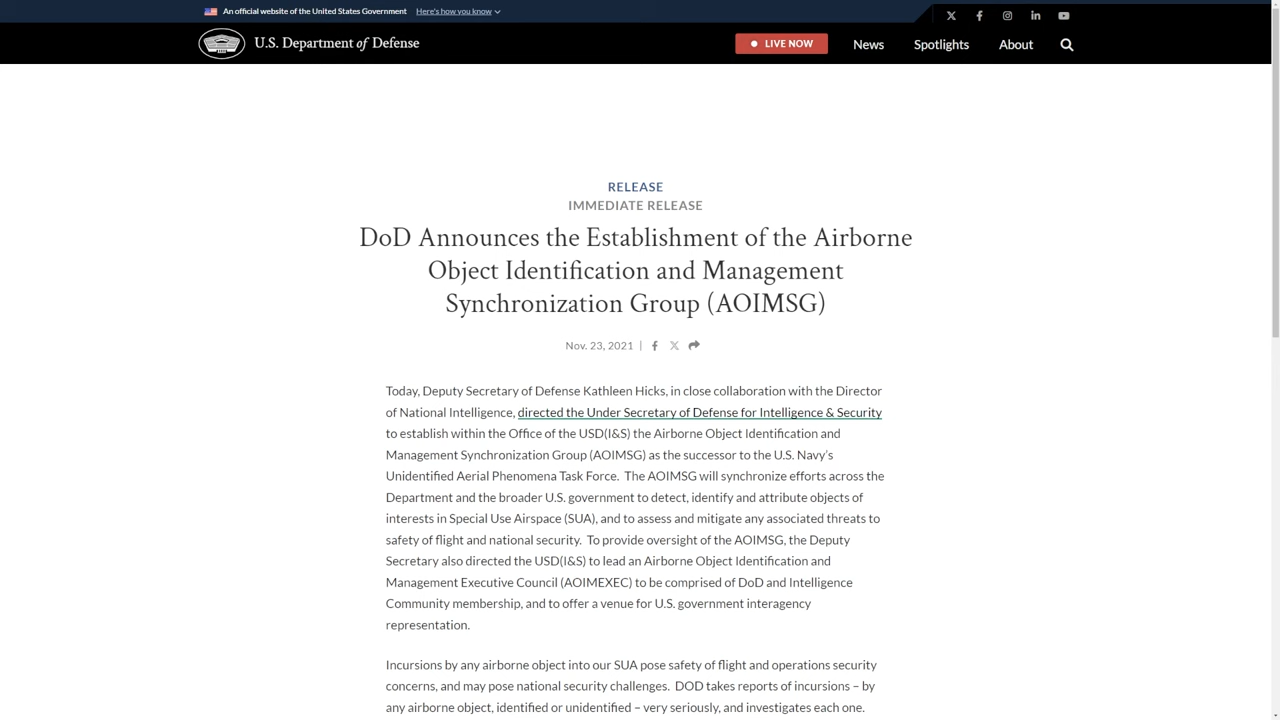 An official website of the United States Government Here's how you know
U.S. Department of Defense
LIVE NOW News Spotlights About
RELEASE
IMMEDIATE RELEASE
DoD Announces the Establishment of the Airborne
Object Identification and Management
Synchronization Group (AOIMSG)
Nov. 23, 2021 |
Today, Deputy Secretary of Defense Kathleen Hicks, in close collaboration with the Director
of National Intelligence, directed the Under Secretary of Defense for Intelligence & Security
to establish within the Office of the USD(I&S) the Airborne Object Identification and
Management Synchronization Group (AOIMSG) as the successor to the U.S. Navy's
Unidentified Aerial Phenomena Task Force. The AOIMSG will synchronize efforts across the
Department and the broader U.S. government to detect, identify and attribute objects of
interests in Special Use Airspace (SUA), and to assess and mitigate any associated threats to
safety of flight and national security. To provide oversight of the AOIMSG, the Deputy
Secretary also directed the USD(I&S) to lead an Airborne Object Identification and
Management Executive Council (AOIMEXEC) to be comprised of DoD and Intelligence
Community membership, and to offer a venue for U.S. government interagency
representation.
Incursions by any airborne object into our SUA pose safety of flight and operations security
concerns, and may pose national security challenges. DOD takes reports of incursions – by
any airborne object, identified or unidentified – very seriously, and investigates each one.